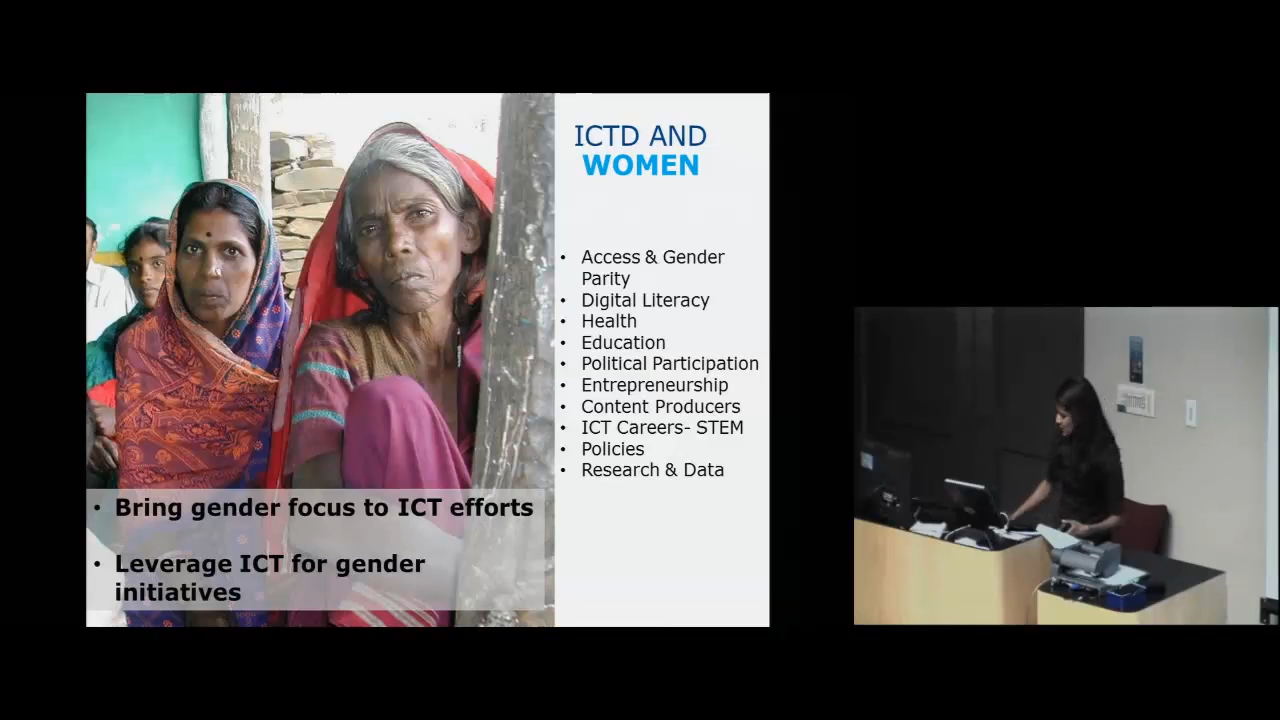 ICTD AND
WOMEN
• Access & Gender
Parity
• Digital Literacy
• Health
• Education
• Political Participation
• Entrepreneurship
• Content Producers
• ICT Careers- STEM
• Policies
• Research & Data
• Bring gender focus to ICT efforts
• Leverage ICT for gender
initiatives